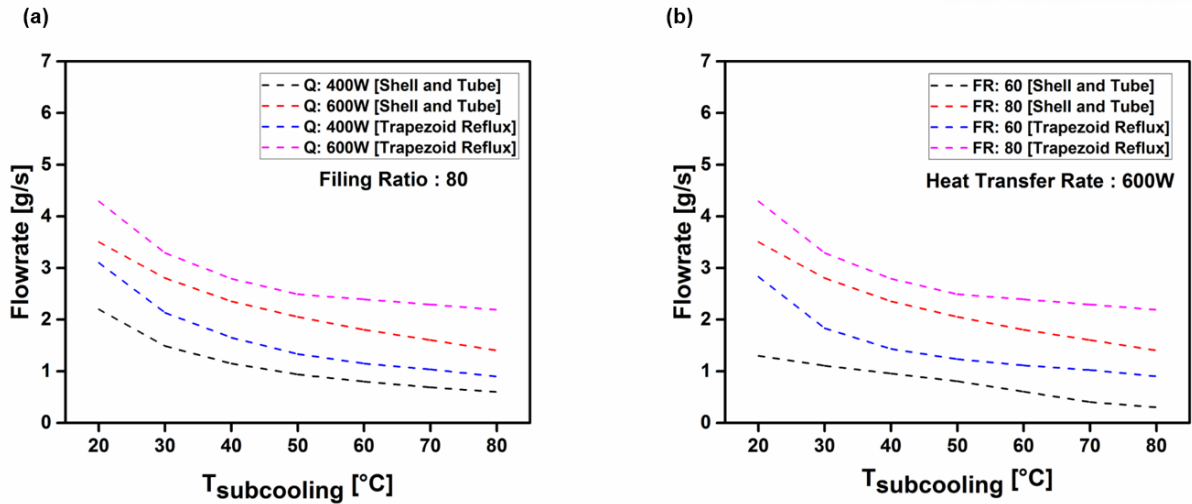 (a)
7
6
5
4
3
2
1
0
Flowrate [g/s]
Q: 400W [Shell and Tube]
Q: 600W [Shell and Tube]
Q: 400W [Trapezoid Reflux]
Q: 600W [Trapezoid Reflux]
Filing Ratio : 80
20 30 40 50 60 70 80
Tsubcooling [°C]
(b)
7
6
5
4
3
2
1
0
Flowrate [g/s]
FR: 60 [Shell and Tube]
FR: 80 [Shell and Tube]
FR: 60 [Trapezoid Reflux]
FR: 80 [Trapezoid Reflux]
Heat Transfer Rate : 600W
20 30 40 50 60 70 80
Tsubcooling [°C]